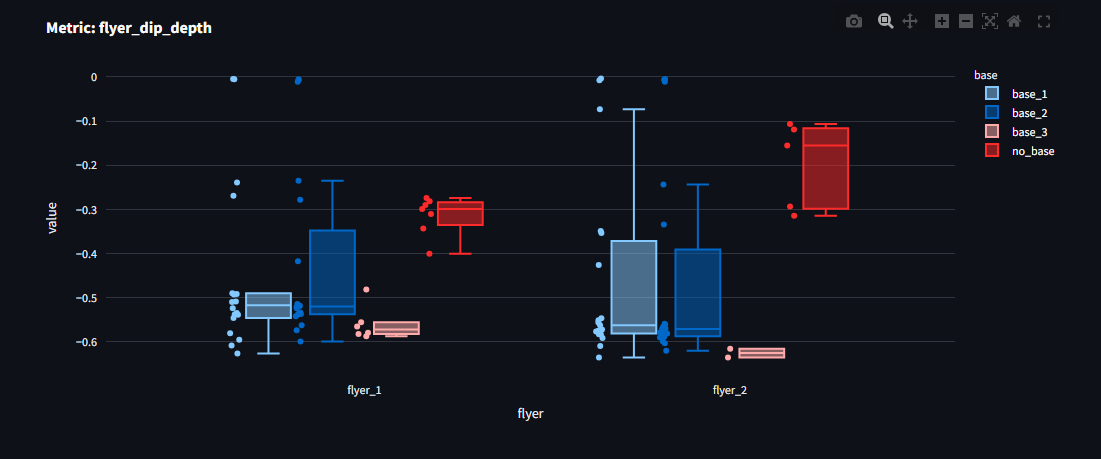 Metric: flyer_dip_depth
0
−0.1
−0.2
−0.3
−0.4
−0.5
−0.6
value
flyer_1
flyer_2
flyer
base
base_1
base_2
base_3
no_base